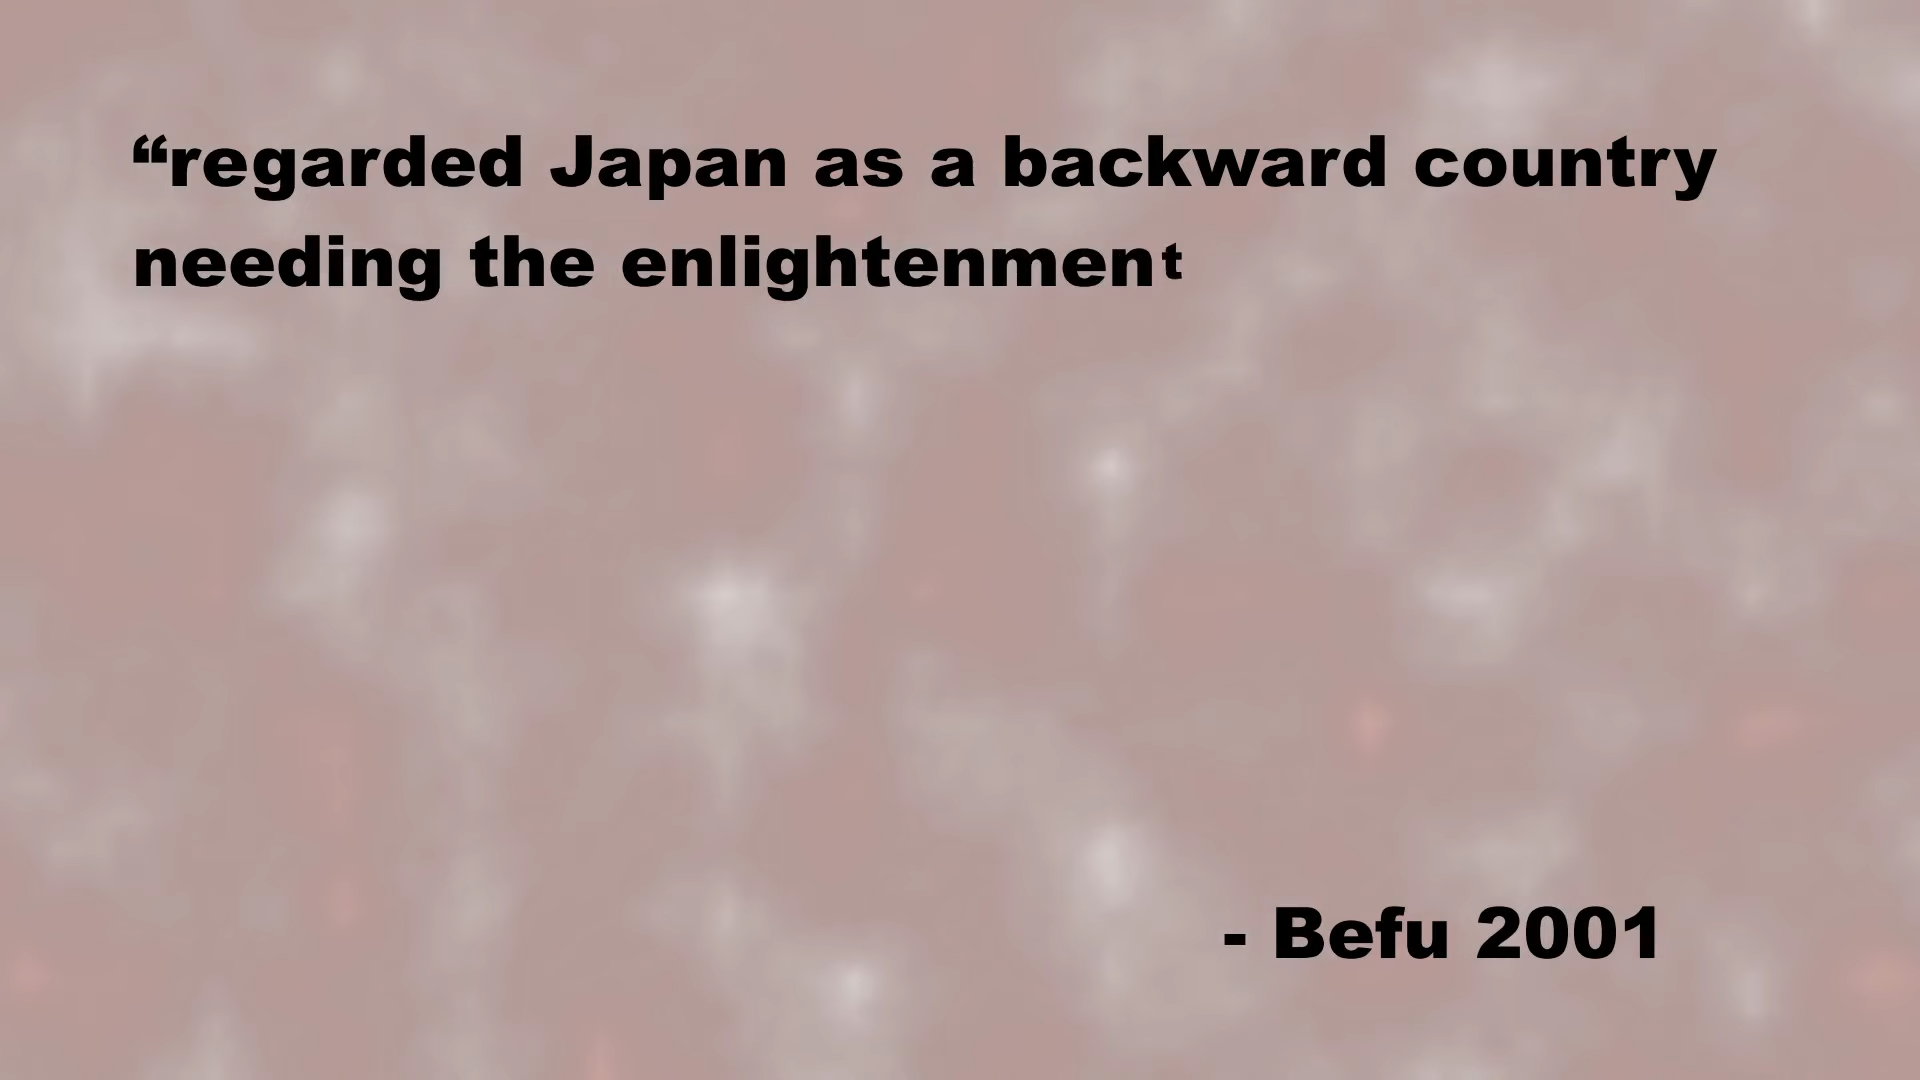 “regarded Japan as a backward country
needing the enlightenment
- Befu 2001